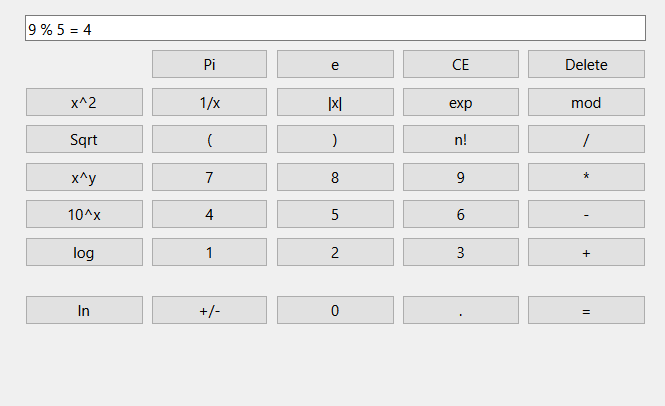 9 % 5 = 4
Pi e CE Delete
x^2 1/x |x| exp mod
Sqrt ( ) n! /
x^y 7 8 9 *
10^x 4 5 6 -
log 1 2 3 +
ln +/- 0 . =